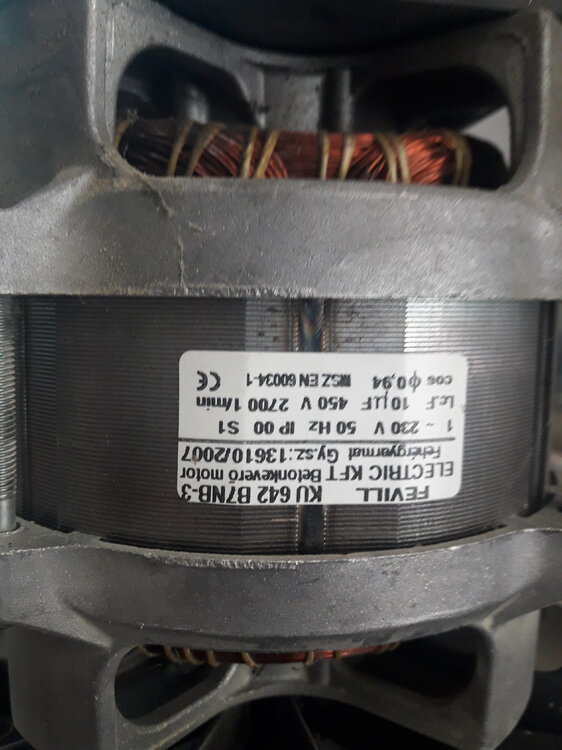 FEVILL KU 642 B7NB-3
ELECTRIC KFT Betonkeverő motor
Fehérgyarmat Gy.sz.:13610/2007
1 ~ 230 V 50 Hz IP 00 S1
Lc.F 10 µF 450 V 2700 1/min
cos ϕ 0,94 MSZ EN 60034-1 CE